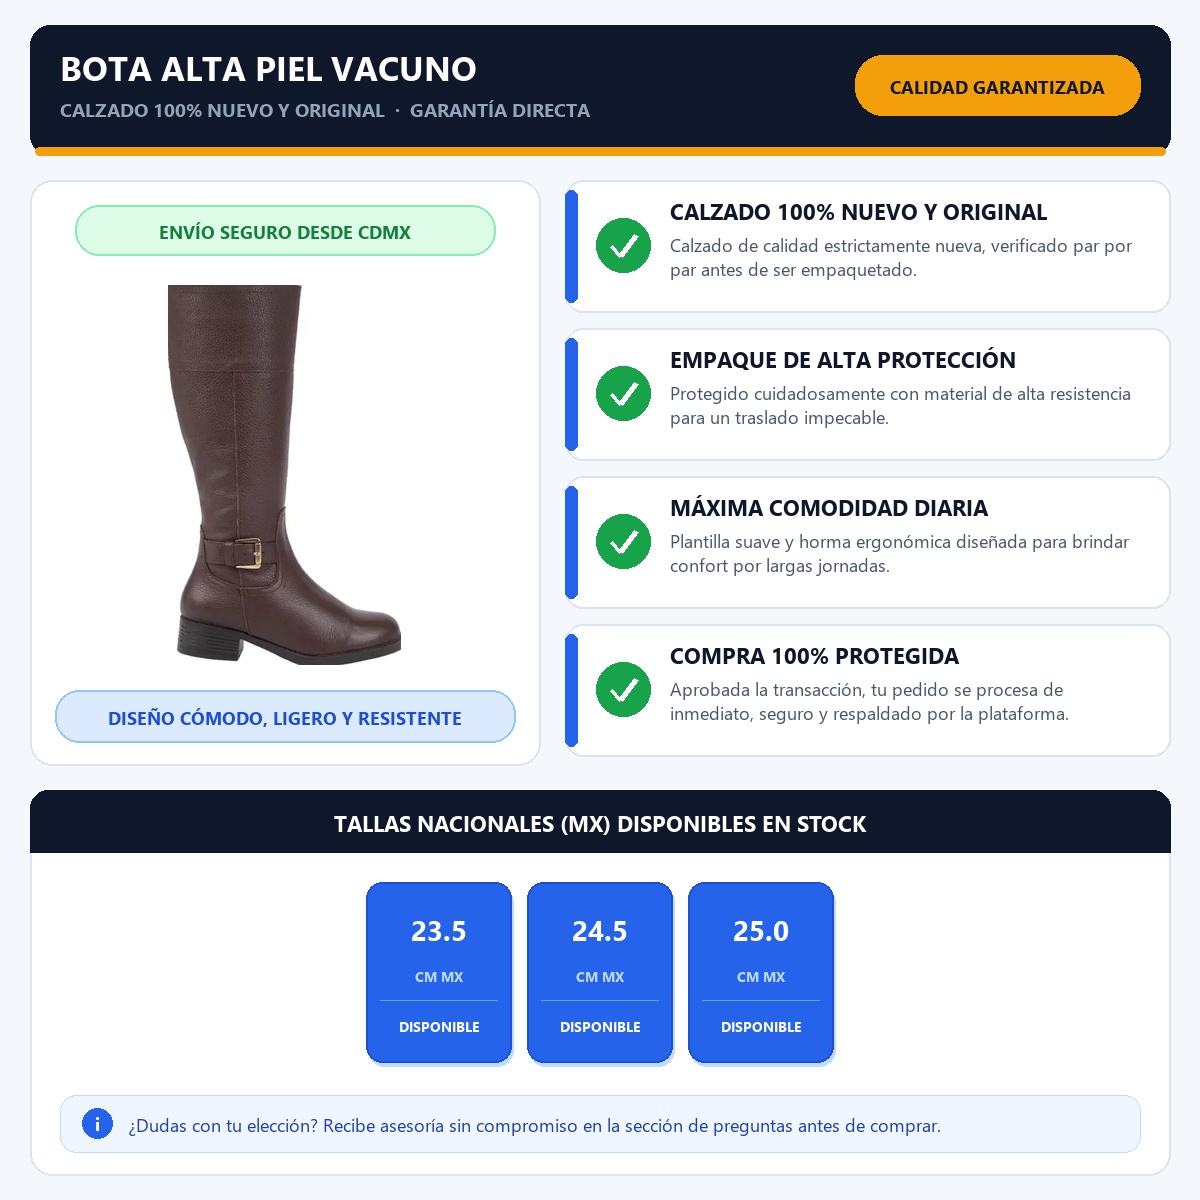 BOTA ALTA PIEL VACUNO
CALZADO 100% NUEVO Y ORIGINAL · GARANTÍA DIRECTA
CALIDAD GARANTIZADA
ENVÍO SEGURO DESDE CDMX
DISEÑO CÓMODO, LIGERO Y RESISTENTE
CALZADO 100% NUEVO Y ORIGINAL
Calzado de calidad estrictamente nueva, verificado par por
par antes de ser empaquetado.
EMPAQUE DE ALTA PROTECCIÓN
Protegido cuidadosamente con material de alta resistencia
para un traslado impecable.
MÁXIMA COMODIDAD DIARIA
Plantilla suave y horma ergonómica diseñada para brindar
confort por largas jornadas.
COMPRA 100% PROTEGIDA
Aprobada la transacción, tu pedido se procesa de
inmediato, seguro y respaldado por la plataforma.
TALLAS NACIONALES (MX) DISPONIBLES EN STOCK
23.5
CM MX
DISPONIBLE
24.5
CM MX
DISPONIBLE
25.0
CM MX
DISPONIBLE
¿Dudas con tu elección? Recibe asesoría sin compromiso en la sección de preguntas antes de comprar.